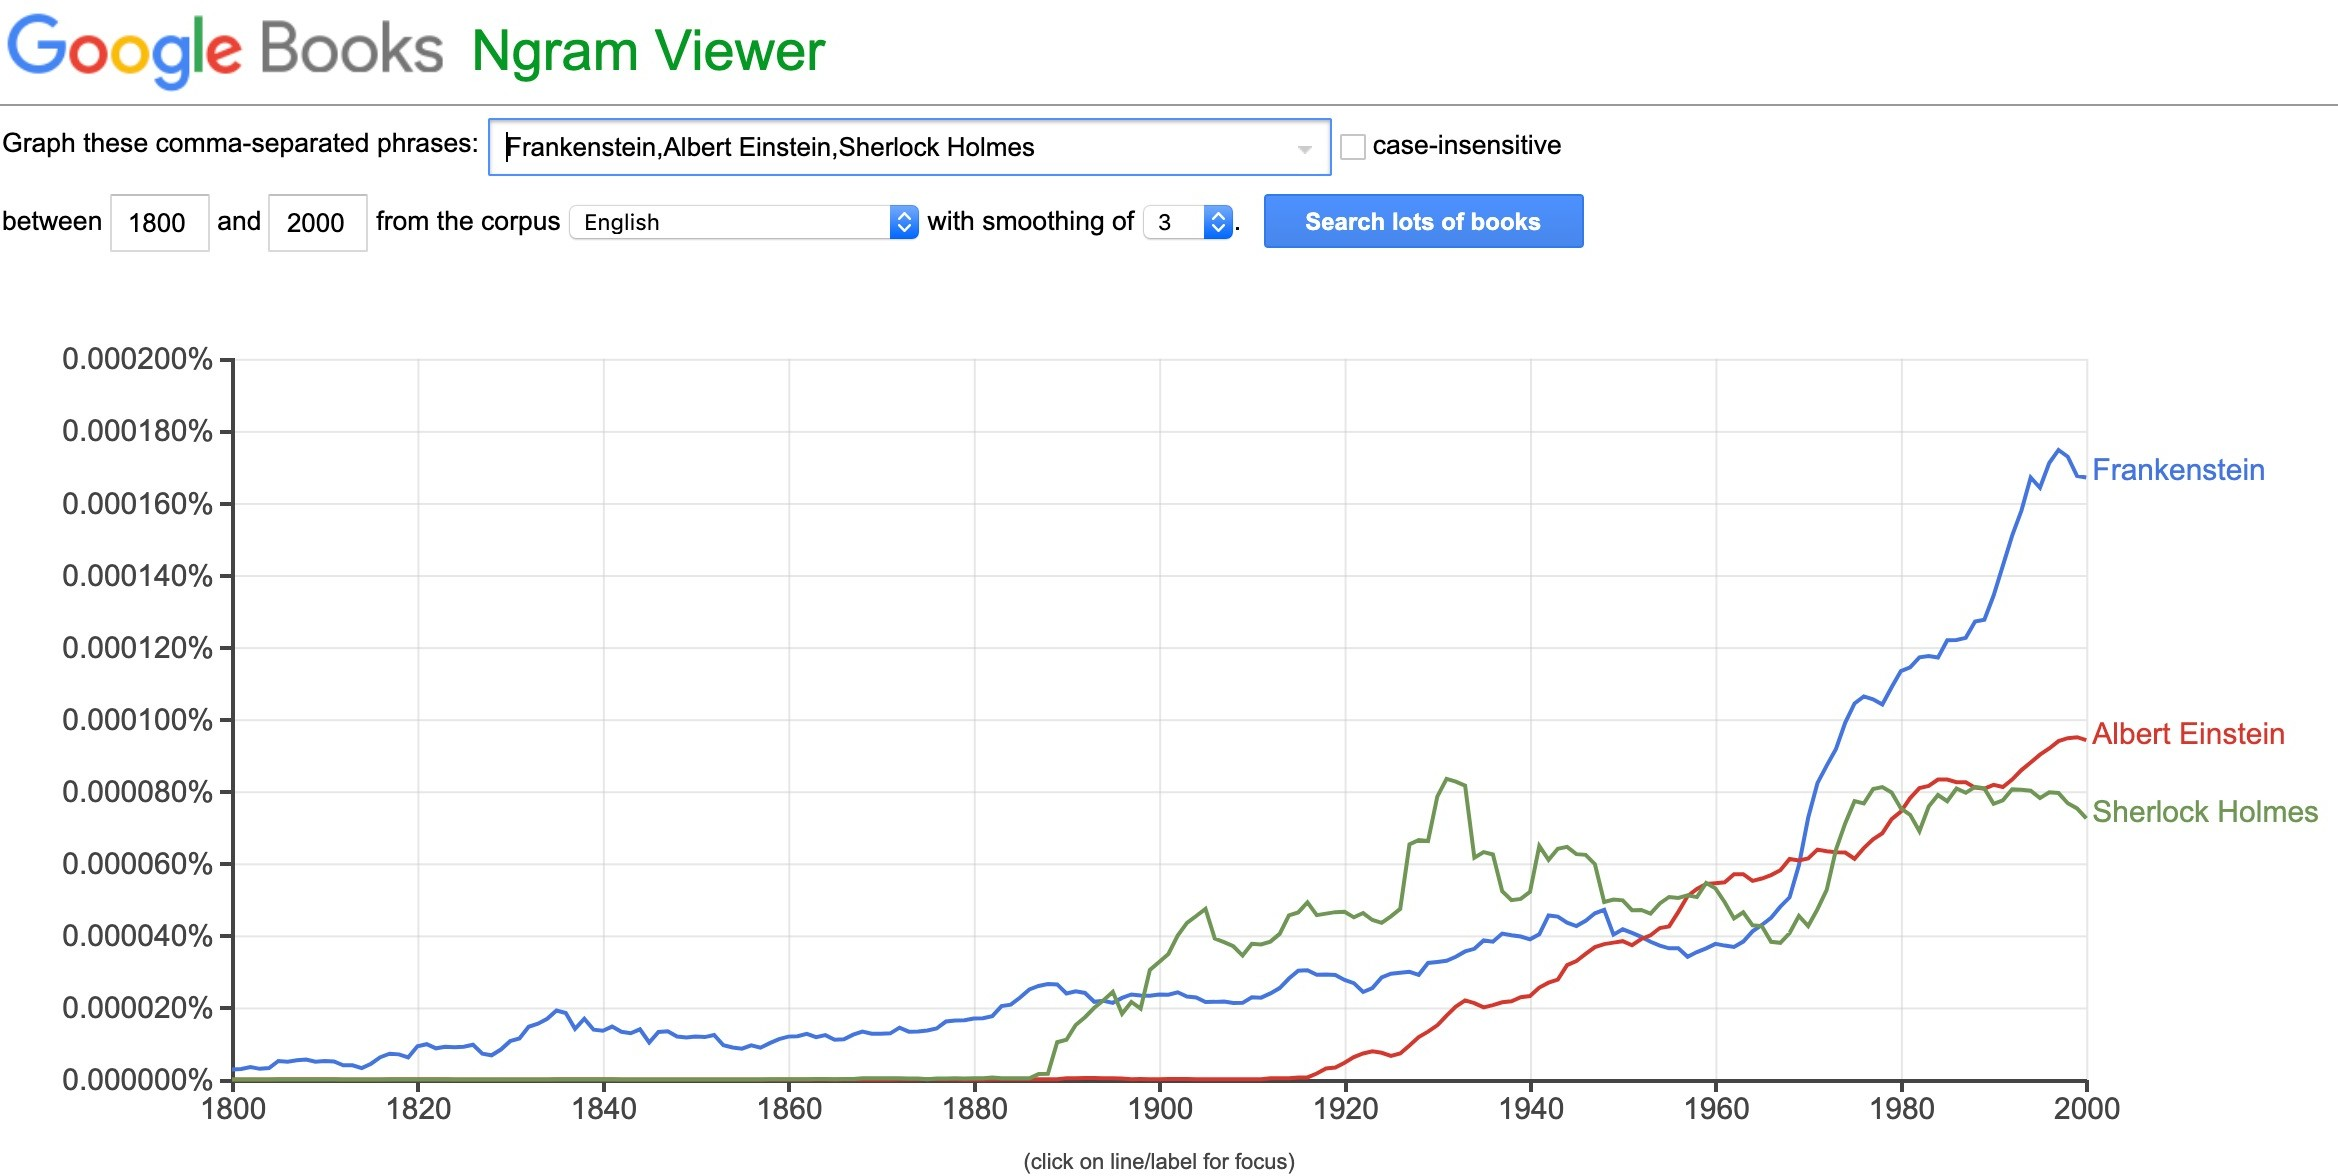 Google Books Ngram Viewer
Graph these comma-separated phrases: Frankenstein,Albert Einstein,Sherlock Holmes case-insensitive
between 1800 and 2000 from the corpus English with smoothing of 3 . Search lots of books
0.000200%
0.000180%
Frankenstein
0.000160%
0.000140%
0.000120%
0.000100%
Albert Einstein
0.000080%
Sherlock Holmes
0.000060%
0.000040%
0.000020%
0.000000%
1800 1820 1840 1860 1880 1900 1920 1940 1960 1980 2000
(click on line/label for focus)